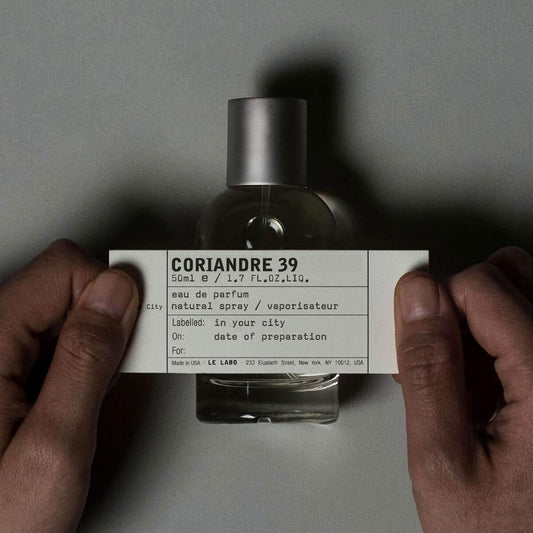 CORIANDRE 39
50ml e / 1.7 FL.OZ.LIQ.
eau de parfum
City natural spray / vaporisateur
Labelled: in your city
On: date of preparation
For:
Made in USA · LE LABO · 233 Elizabeth Street, New York, NY 10012, USA